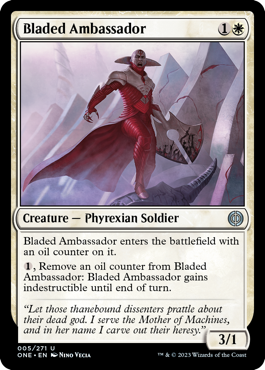 Bladed Ambassador 1
Creature — Phyrexian Soldier
Bladed Ambassador enters the battlefield with
an oil counter on it.
1, Remove an oil counter from Bladed
Ambassador: Bladed Ambassador gains
indestructible until end of turn.
“Let those thanebound dissenters prattle about
their dead god. I serve the Mother of Machines,
and in her name I carve out their heresy.”
3/1
005/271 U
ONE • EN Nino Vecia
™ & © 2023 Wizards of the Coast